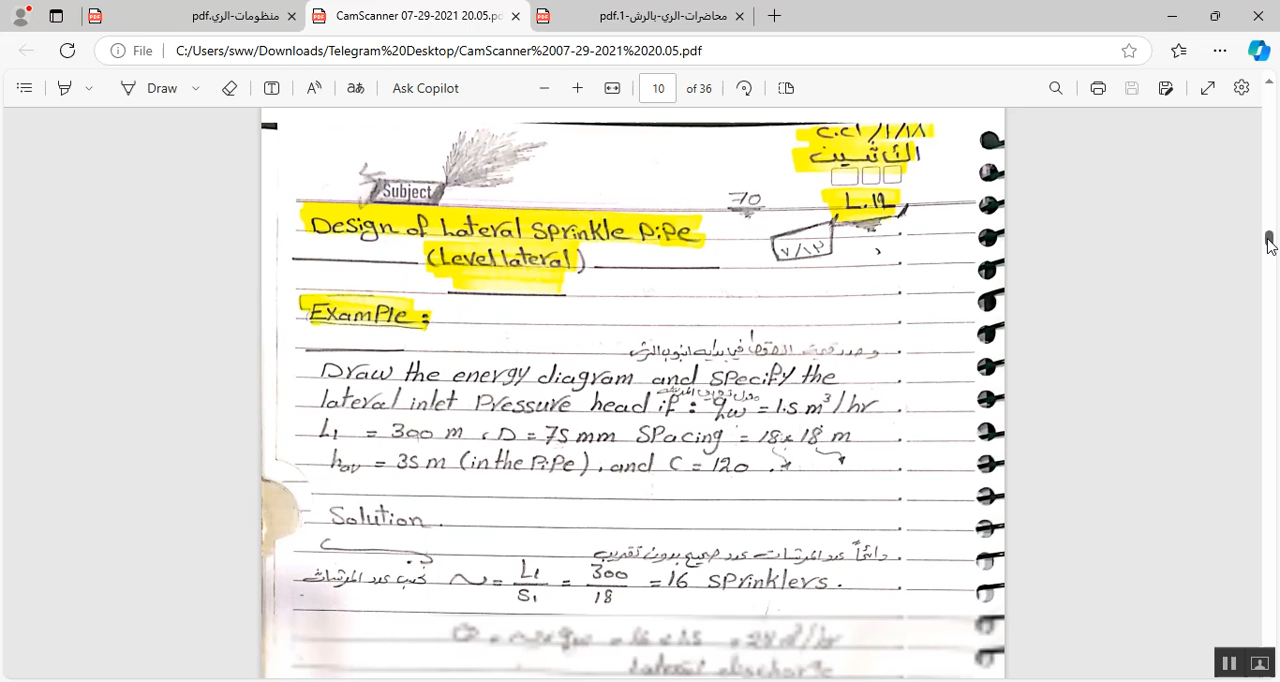 منظومات-الري.pdf
CamScanner 07-29-2021 20.05.pdf
محاضرات-الري-بالرش-1.pdf
File
C:/Users/sww/Downloads/Telegram%20Desktop/CamScanner%2007-29-2021%2020.05.pdf
Draw
Ask Copilot
10 of 36
الاثنين
Subject
70
L.12
Design of Lateral Sprinkle Pipe
(Level lateral)
Example:
Draw the energy diagram and specify the
lateral inlet Pressure head if: = 1.5 m³/hr
L1 = 300 m , D = 75 mm Spacing = 18 x 18 m
hav = 35 m (in the Pipe), and C = 120 .
Solution.
دائماً عدد المرشات عدد صحيح بدون تقريب
نحسب عدد المرشات N = L1/S1 = 300/18 = 16 sprinklers.